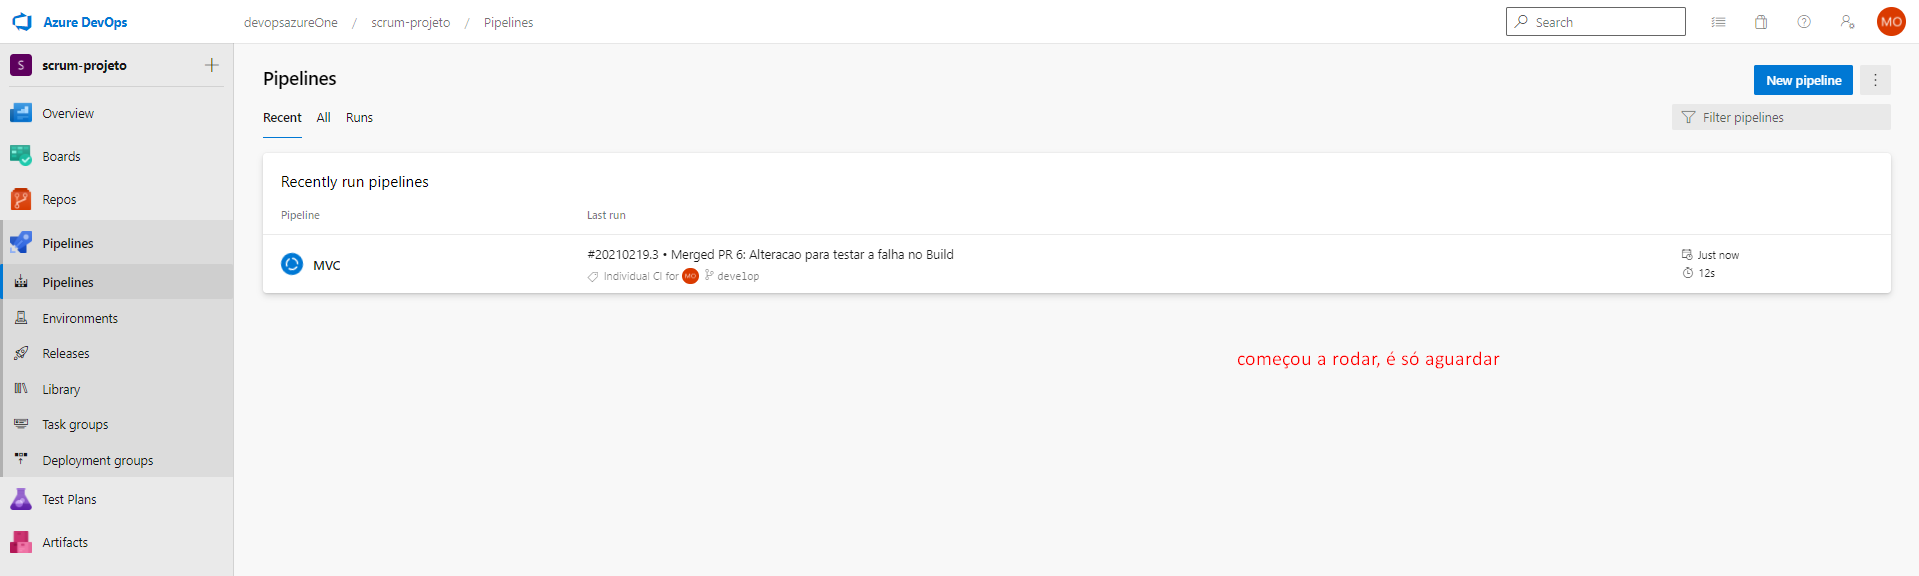 Azure DevOps
devopsazureOne / scrum-projeto / Pipelines
Search
MO
S scrum-projeto
Overview
Boards
Repos
Pipelines
Pipelines
Environments
Releases
Library
Task groups
Deployment groups
Test Plans
Artifacts
Pipelines
New pipeline
Recent All Runs
Filter pipelines
Recently run pipelines
Pipeline Last run
MVC
#20210219.3 • Merged PR 6: Alteracao para testar a falha no Build
Individual CI for MO develop
Just now
12s
começou a rodar, é só aguardar